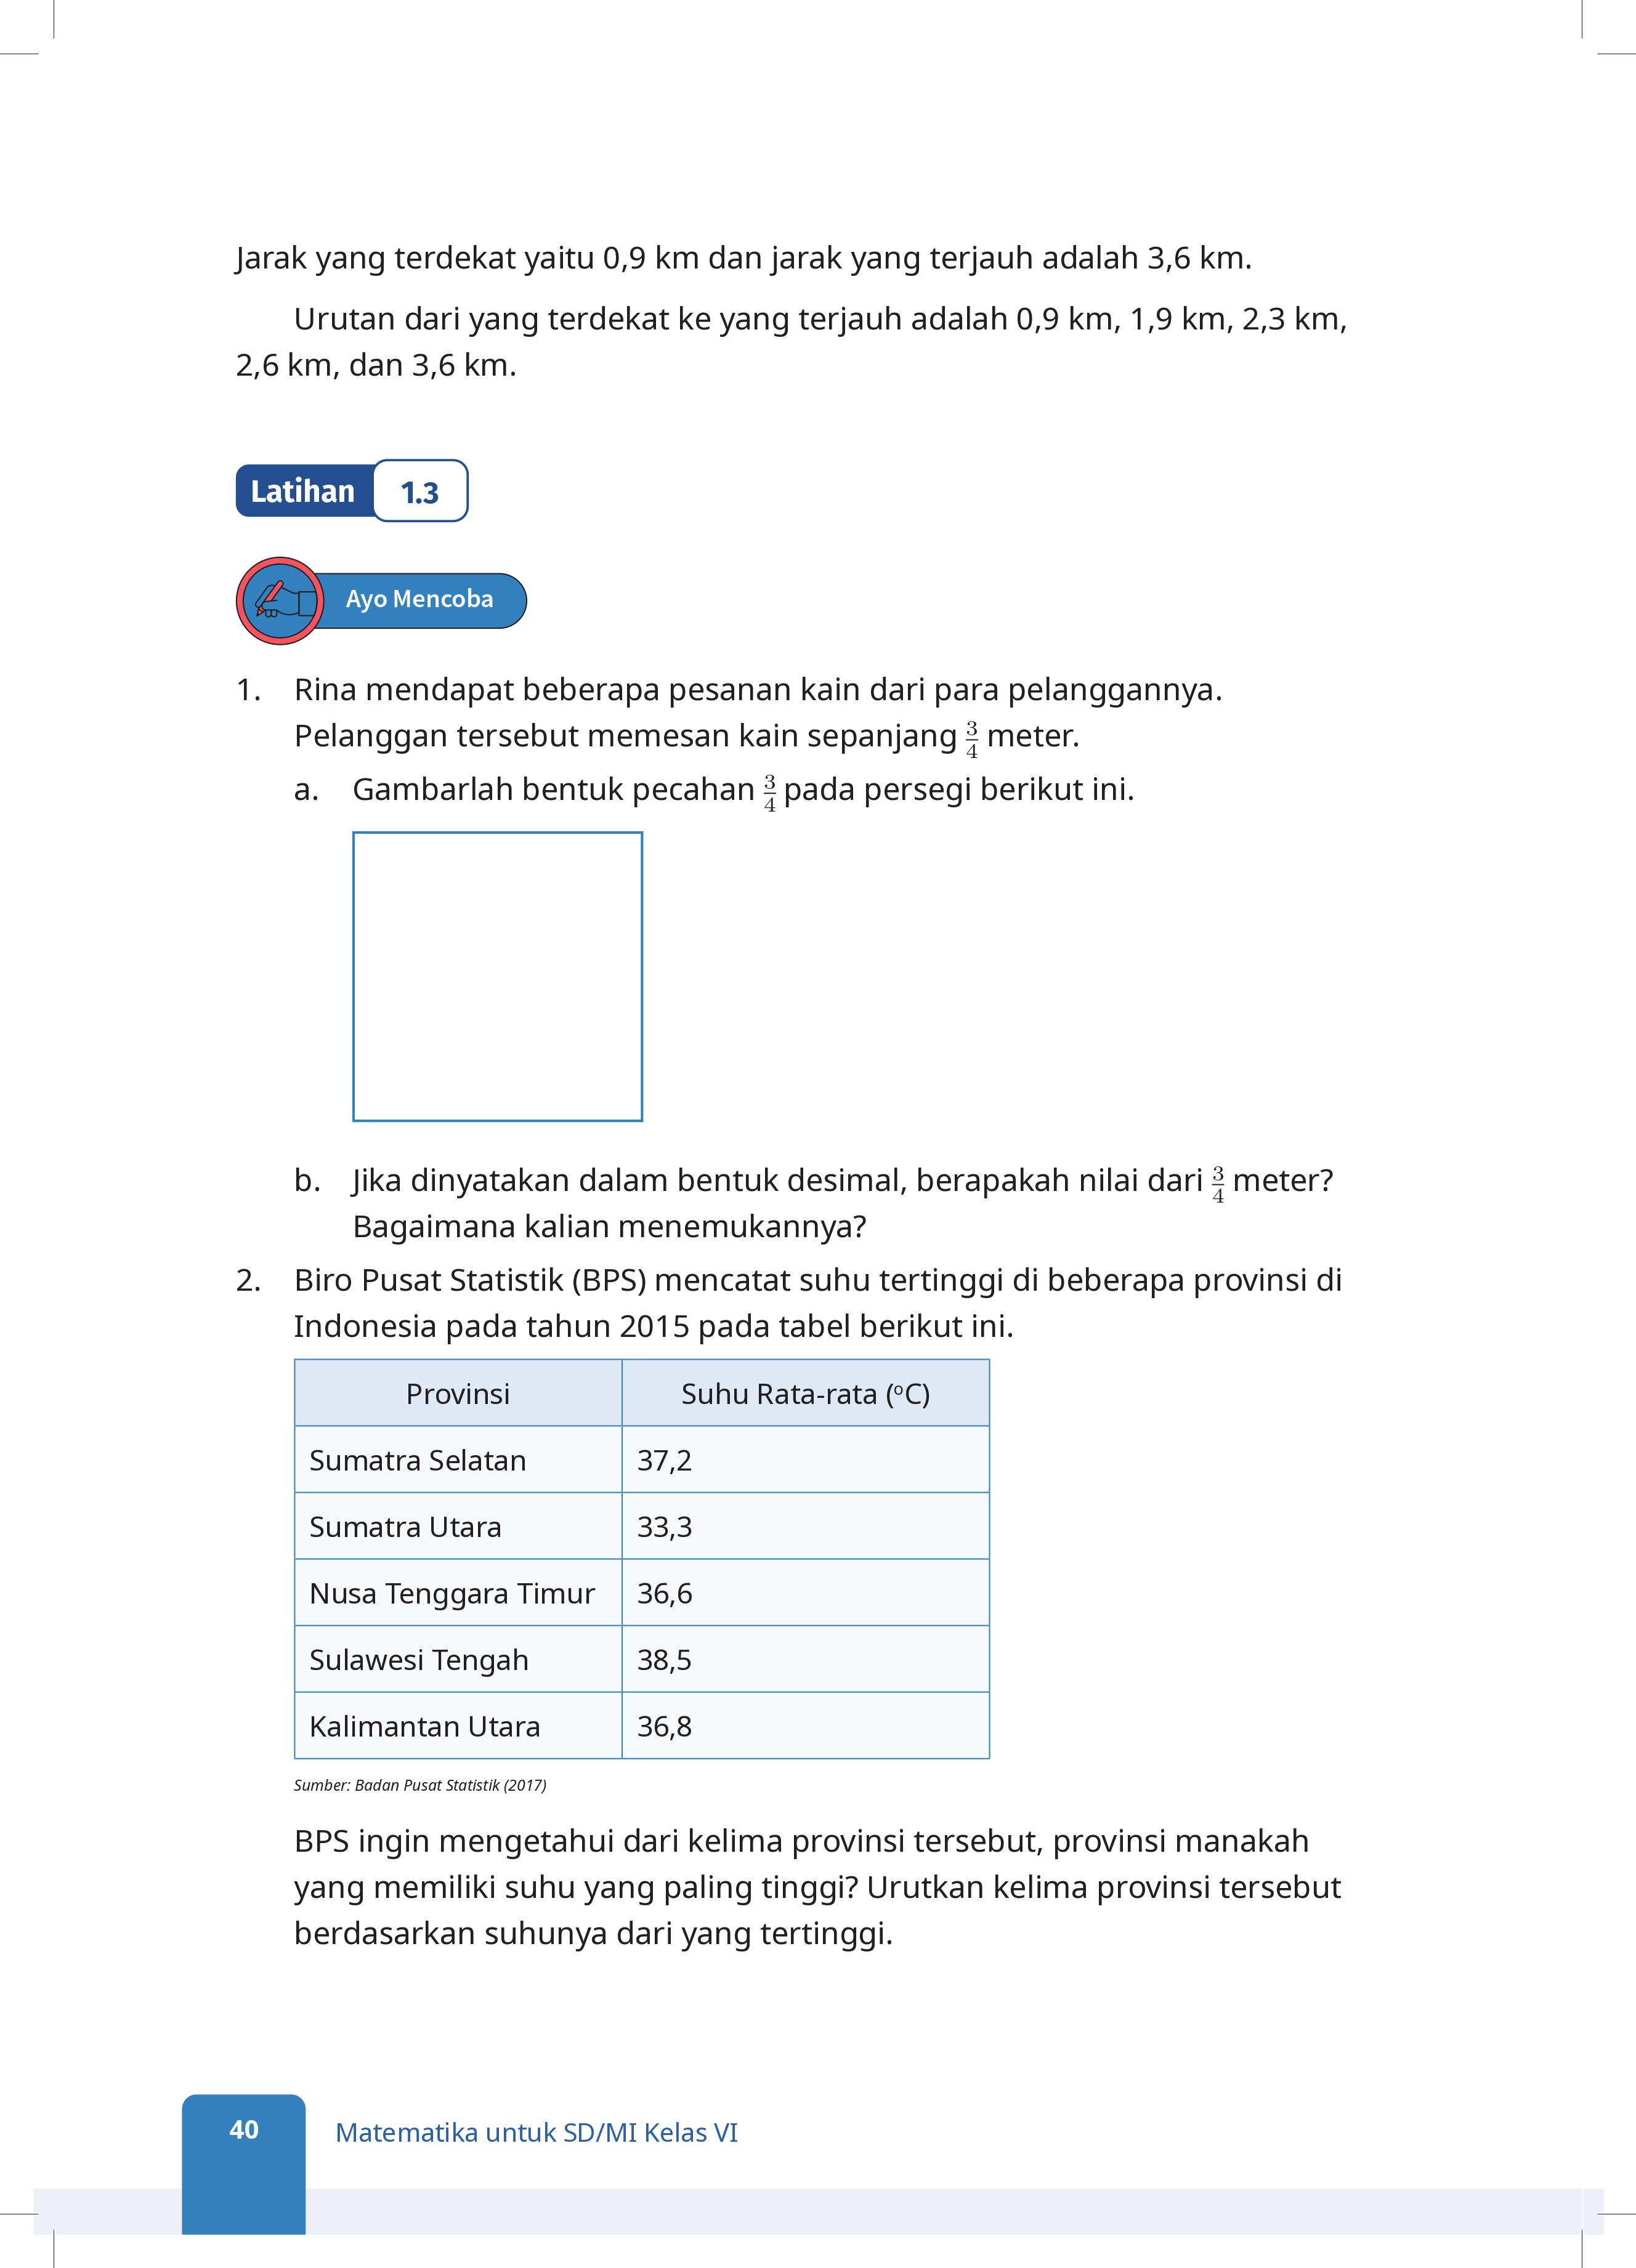 Jarak yang terdekat yaitu 0,9 km dan jarak yang terjauh adalah 3,6 km.
Urutan dari yang terdekat ke yang terjauh adalah 0,9 km, 1,9 km, 2,3 km,
2,6 km, dan 3,6 km.
Latihan 1.3
Ayo Mencoba
1. Rina mendapat beberapa pesanan kain dari para pelanggannya.
Pelanggan tersebut memesan kain sepanjang 3/4 meter.
a. Gambarlah bentuk pecahan 3/4 pada persegi berikut ini.
b. Jika dinyatakan dalam bentuk desimal, berapakah nilai dari 3/4 meter?
Bagaimana kalian menemukannya?
2. Biro Pusat Statistik (BPS) mencatat suhu tertinggi di beberapa provinsi di
Indonesia pada tahun 2015 pada tabel berikut ini.
Provinsi Suhu Rata-rata (°C)
Sumatra Selatan 37,2
Sumatra Utara 33,3
Nusa Tenggara Timur 36,6
Sulawesi Tengah 38,5
Kalimantan Utara 36,8
Sumber: Badan Pusat Statistik (2017)
BPS ingin mengetahui dari kelima provinsi tersebut, provinsi manakah
yang memiliki suhu yang paling tinggi? Urutkan kelima provinsi tersebut
berdasarkan suhunya dari yang tertinggi.
40 Matematika untuk SD/MI Kelas VI